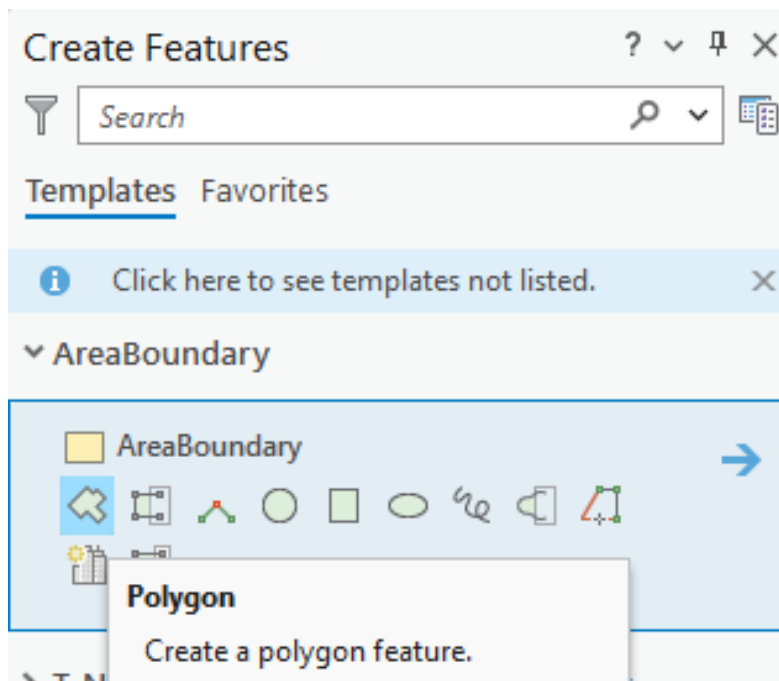 Create Features
Search
Templates Favorites
Click here to see templates not listed.
AreaBoundary
AreaBoundary
Polygon
Create a polygon feature.